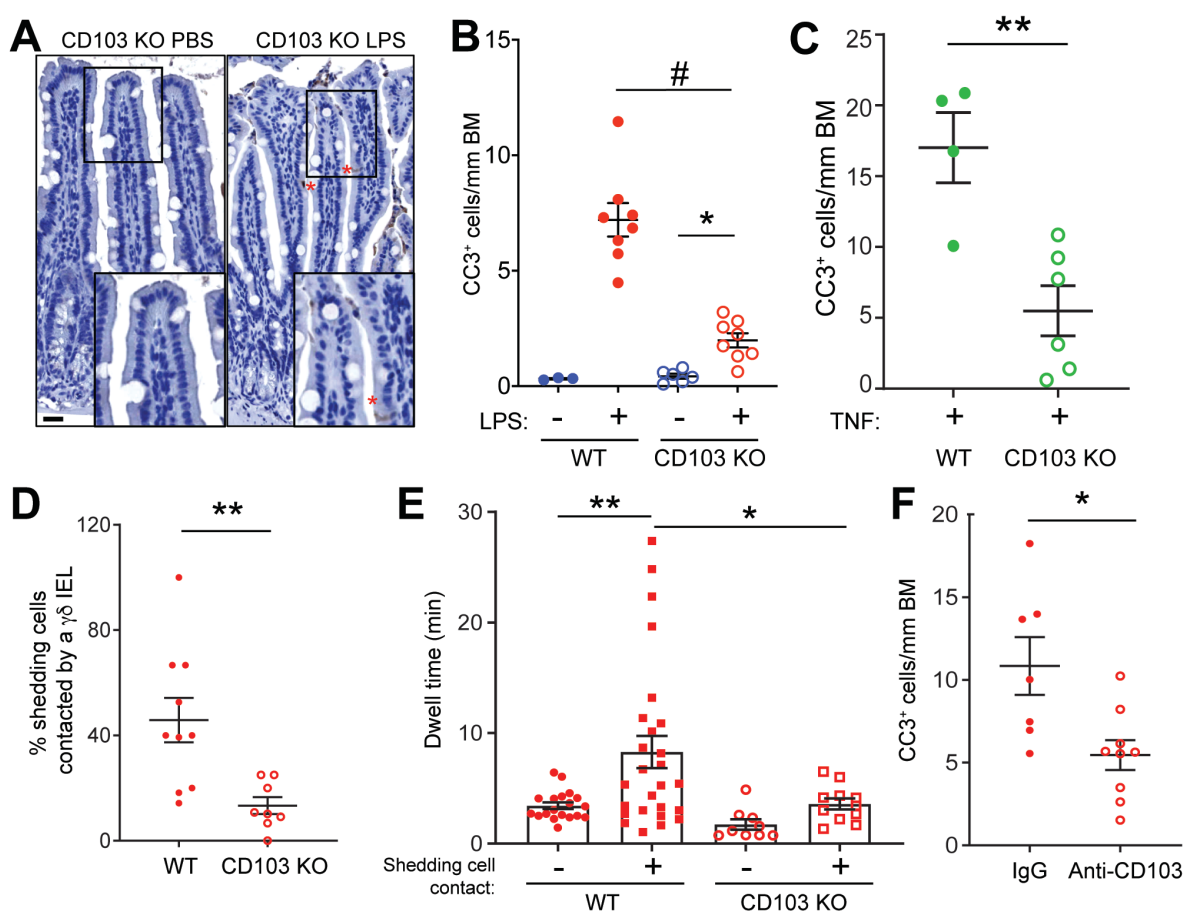 A
CD103 KO PBS
CD103 KO LPS
*
*
*
B
CC3⁺ cells/mm BM
15
10
5
0
#
*
LPS: - + - +
WT CD103 KO
C
CC3⁺ cells/mm BM
25
20
15
10
5
0
**
TNF: + +
WT CD103 KO
D
% shedding cells
contacted by a γδ IEL
120
80
40
0
**
WT CD103 KO
E
Dwell time (min)
30
20
10
0
**
*
Shedding cell
contact: - + - +
WT CD103 KO
F
CC3⁺ cells/mm BM
20
15
10
5
0
*
IgG Anti-CD103